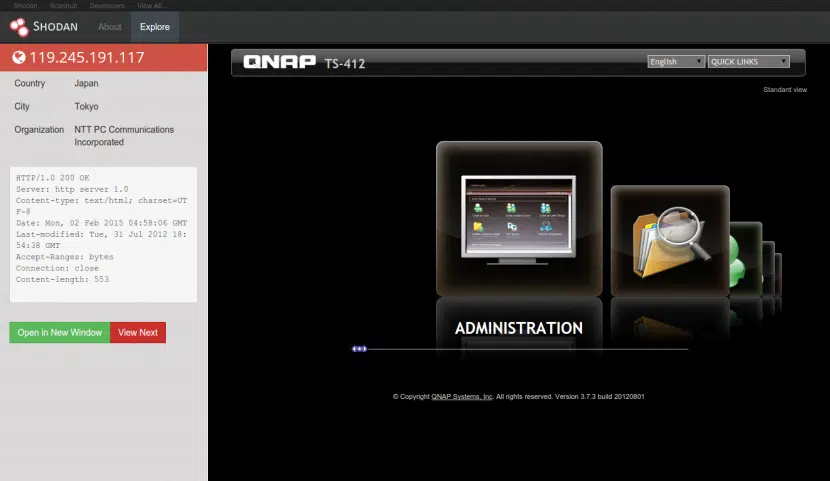 Shodan Scanhub Developers View All...
SHODAN About Explore
119.245.191.117
Country Japan
City Tokyo
Organization NTT PC Communications
Incorporated
HTTP/1.0 200 OK
Server: http server 1.0
Content-type: text/html; charset=UT
F-8
Date: Mon, 02 Feb 2015 04:58:06 GMT
Last-modified: Tue, 31 Jul 2012 18:
54:38 GMT
Accept-Ranges: bytes
Connection: close
Content-length: 553
Open in New Window View Next
QNAP TS-412
English QUICK LINKS
Standard view
ADMINISTRATION
© Copyright QNAP Systems, Inc. All rights reserved. Version 3.7.3 build 20120801